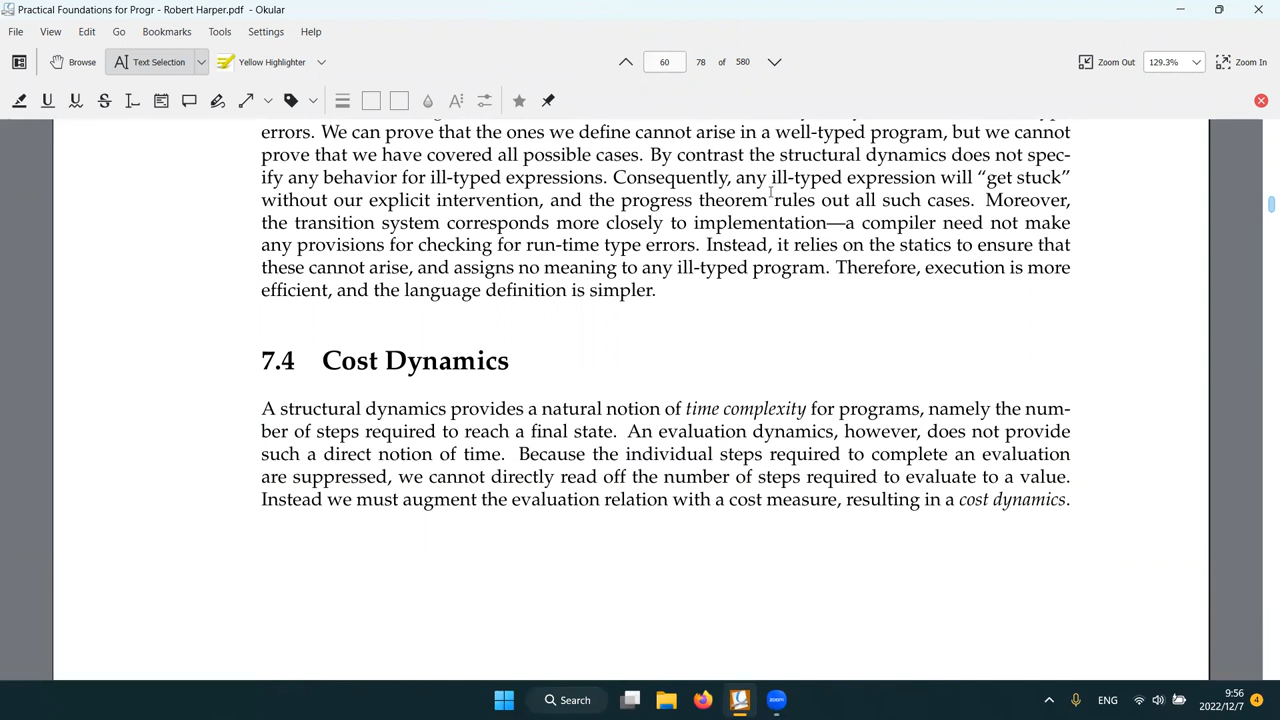 Practical Foundations for Progr - Robert Harper.pdf - Okular
File View Edit Go Bookmarks Tools Settings Help
Browse Text Selection Yellow Highlighter 60 78 of 580 Zoom Out 129.3% Zoom In
errors. We can prove that the ones we define cannot arise in a well-typed program, but we cannot
prove that we have covered all possible cases. By contrast the structural dynamics does not spec-
ify any behavior for ill-typed expressions. Consequently, any ill-typed expression will “get stuck”
without our explicit intervention, and the progress theorem rules out all such cases. Moreover,
the transition system corresponds more closely to implementation—a compiler need not make
any provisions for checking for run-time type errors. Instead, it relies on the statics to ensure that
these cannot arise, and assigns no meaning to any ill-typed program. Therefore, execution is more
efficient, and the language definition is simpler.
7.4 Cost Dynamics
A structural dynamics provides a natural notion of time complexity for programs, namely the num-
ber of steps required to reach a final state. An evaluation dynamics, however, does not provide
such a direct notion of time. Because the individual steps required to complete an evaluation
are suppressed, we cannot directly read off the number of steps required to evaluate to a value.
Instead we must augment the evaluation relation with a cost measure, resulting in a cost dynamics.
Search zoom ENG 9:56
2022/12/7 4